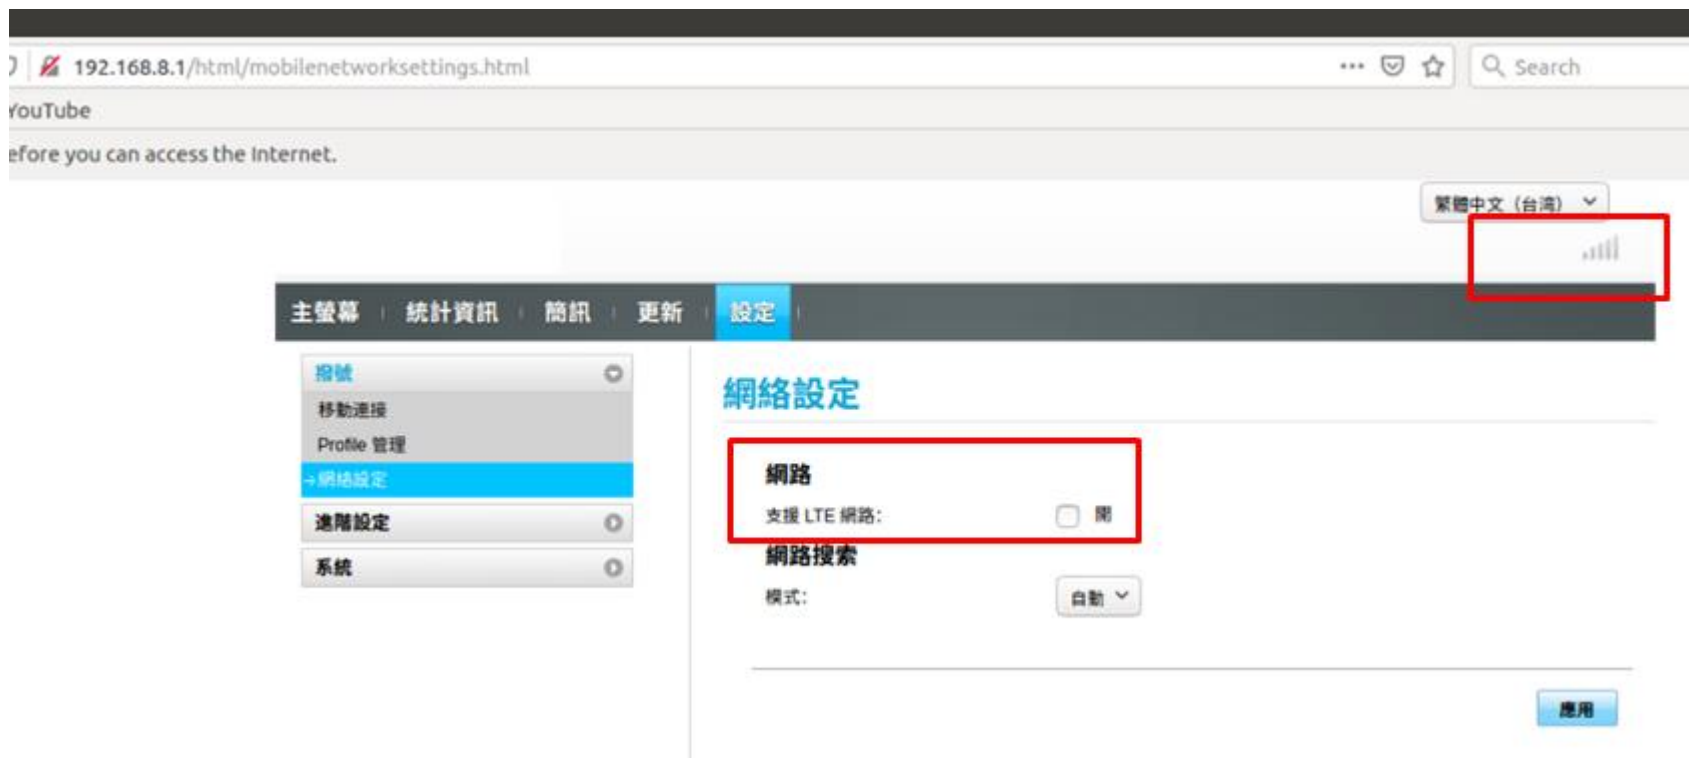 192.168.8.1/html/mobilenetworksettings.html
Search
YouTube
efore you can access the Internet.
繁體中文（台湾）
主螢幕 統計資訊 簡訊 更新 設定
撥號
移動連接
Profile 管理
→網絡設定
進階設定
系統
網絡設定
網路
支援 LTE 網路： 開
網路搜索
模式： 自動
應用